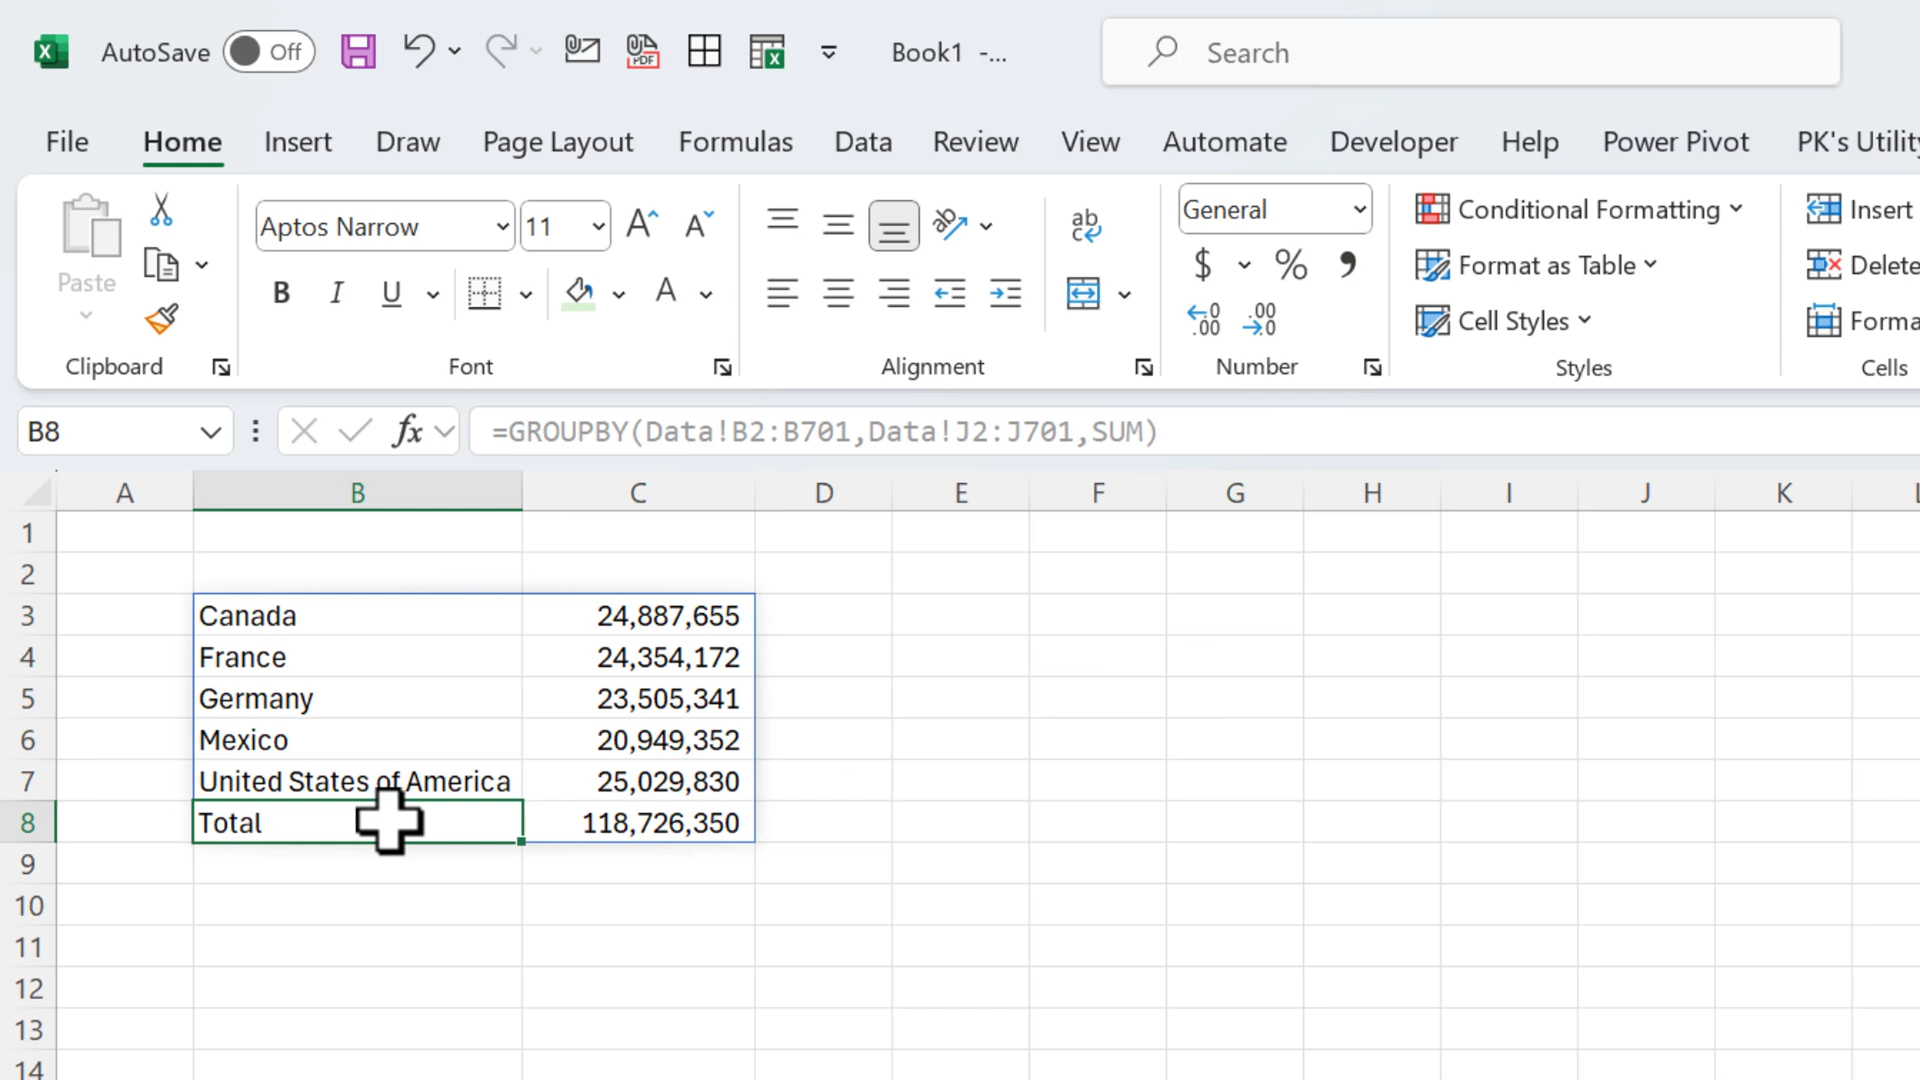 AutoSave Off Book1 -... Search
File Home Insert Draw Page Layout Formulas Data Review View Automate Developer Help Power Pivot PK's Utility
Paste
Clipboard
Aptos Narrow 11
B I U A
Font
ab
Alignment
General
$ % ,
.00 .0
Number
Conditional Formatting
Format as Table
Cell Styles
Styles
Insert
Delete
Forma
Cells
B8 fx =GROUPBY(Data!B2:B701,Data!J2:J701,SUM)
A B C D E F G H I J K L
1
2
3 Canada 24,887,655
4 France 24,354,172
5 Germany 23,505,341
6 Mexico 20,949,352
7 United States of America 25,029,830
8 Total 118,726,350
9
10
11
12
13
14